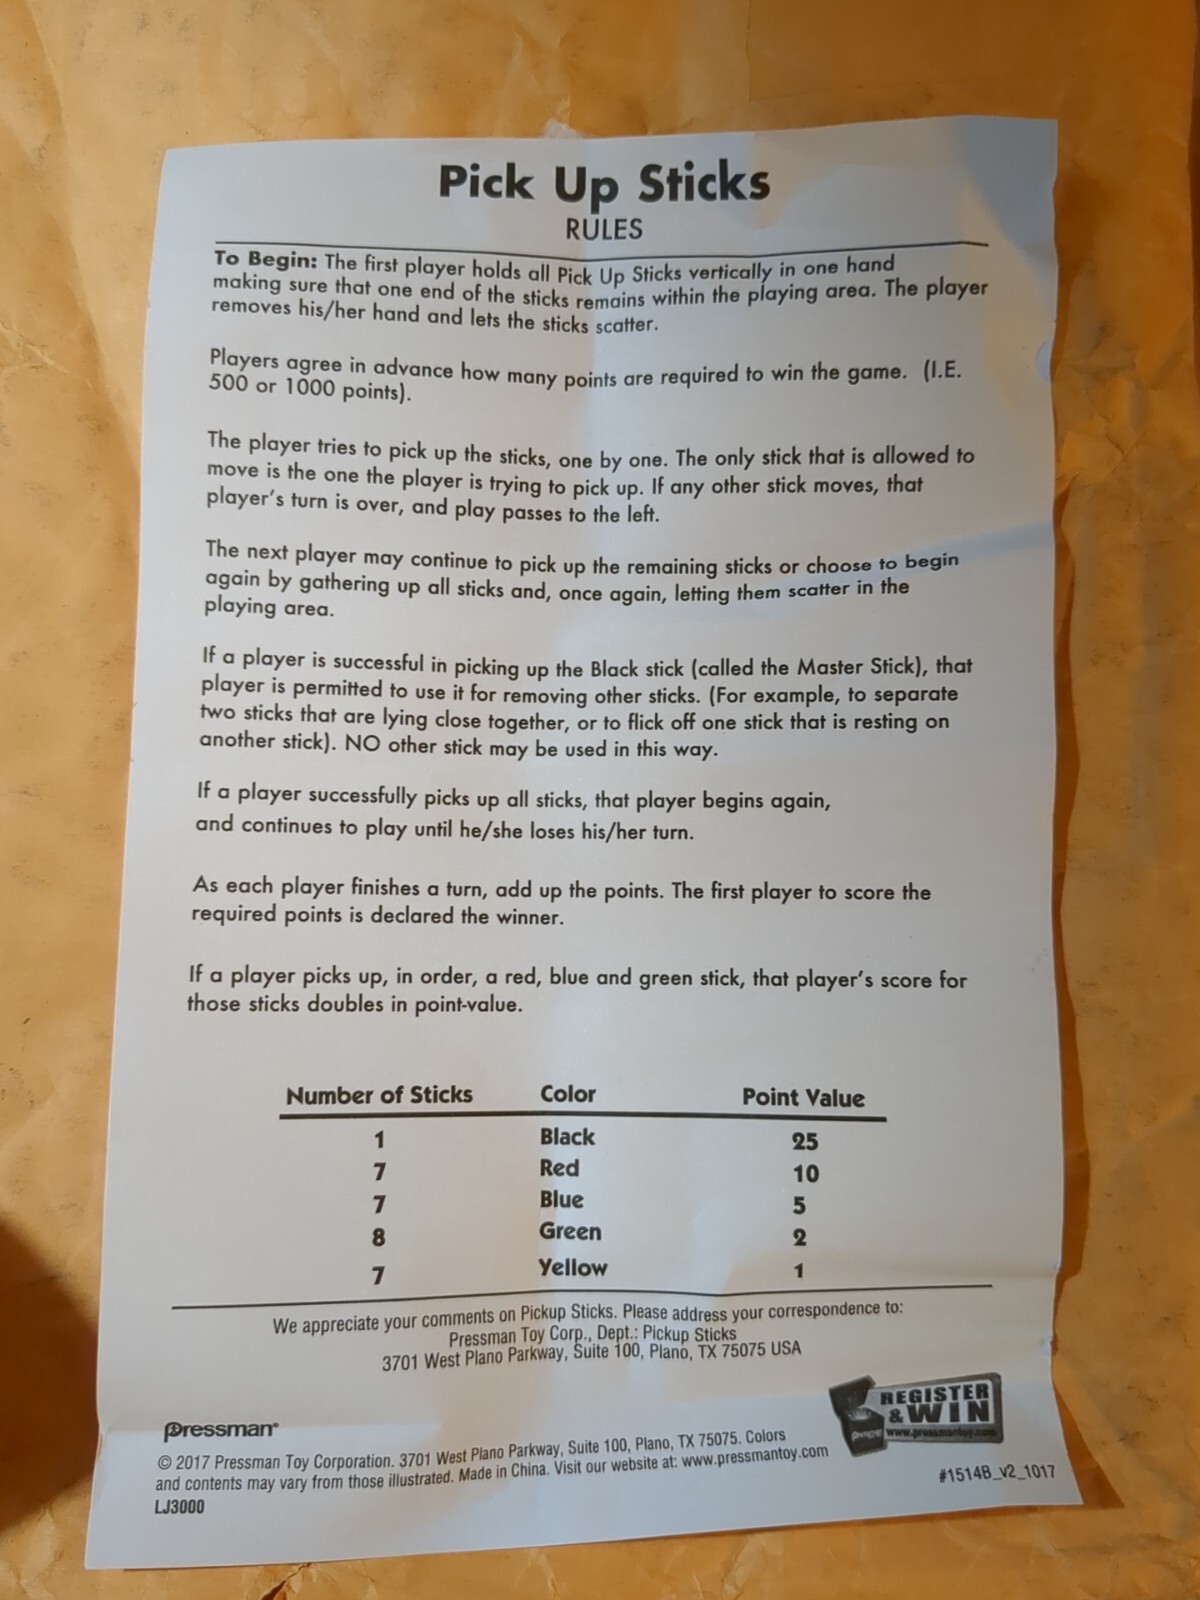 Pick Up Sticks
RULES
To Begin: The first player holds all Pick Up Sticks vertically in one hand
making sure that one end of the sticks remains within the playing area. The player
removes his/her hand and lets the sticks scatter.
Players agree in advance how many points are required to win the game. (I.E.
500 or 1000 points).
The player tries to pick up the sticks, one by one. The only stick that is allowed to
move is the one the player is trying to pick up. If any other stick moves, that
player's turn is over, and play passes to the left.
The next player may continue to pick up the remaining sticks or choose to begin
again by gathering up all sticks and, once again, letting them scatter in the
playing area.
If a player is successful in picking up the Black stick (called the Master Stick), that
player is permitted to use it for removing other sticks. (For example, to separate
two sticks that are lying close together, or to flick off one stick that is resting on
another stick). NO other stick may be used in this way.
If a player successfully picks up all sticks, that player begins again,
and continues to play until he/she loses his/her turn.
As each player finishes a turn, add up the points. The first player to score the
required points is declared the winner.
If a player picks up, in order, a red, blue and green stick, that player's score for
those sticks doubles in point-value.
Number of Sticks Color Point Value
1 Black 25
7 Red 10
7 Blue 5
8 Green 2
7 Yellow 1
We appreciate your comments on Pickup Sticks. Please address your correspondence to:
Pressman Toy Corp., Dept.: Pickup Sticks
3701 West Plano Parkway, Suite 100, Plano, TX 75075 USA
REGISTER
& WIN
www.pressmantoy.com
Pressman®
© 2017 Pressman Toy Corporation. 3701 West Plano Parkway, Suite 100, Plano, TX 75075. Colors
and contents may vary from those illustrated. Made in China. Visit our website at: www.pressmantoy.com
LJ3000
#1514B_v2_1017